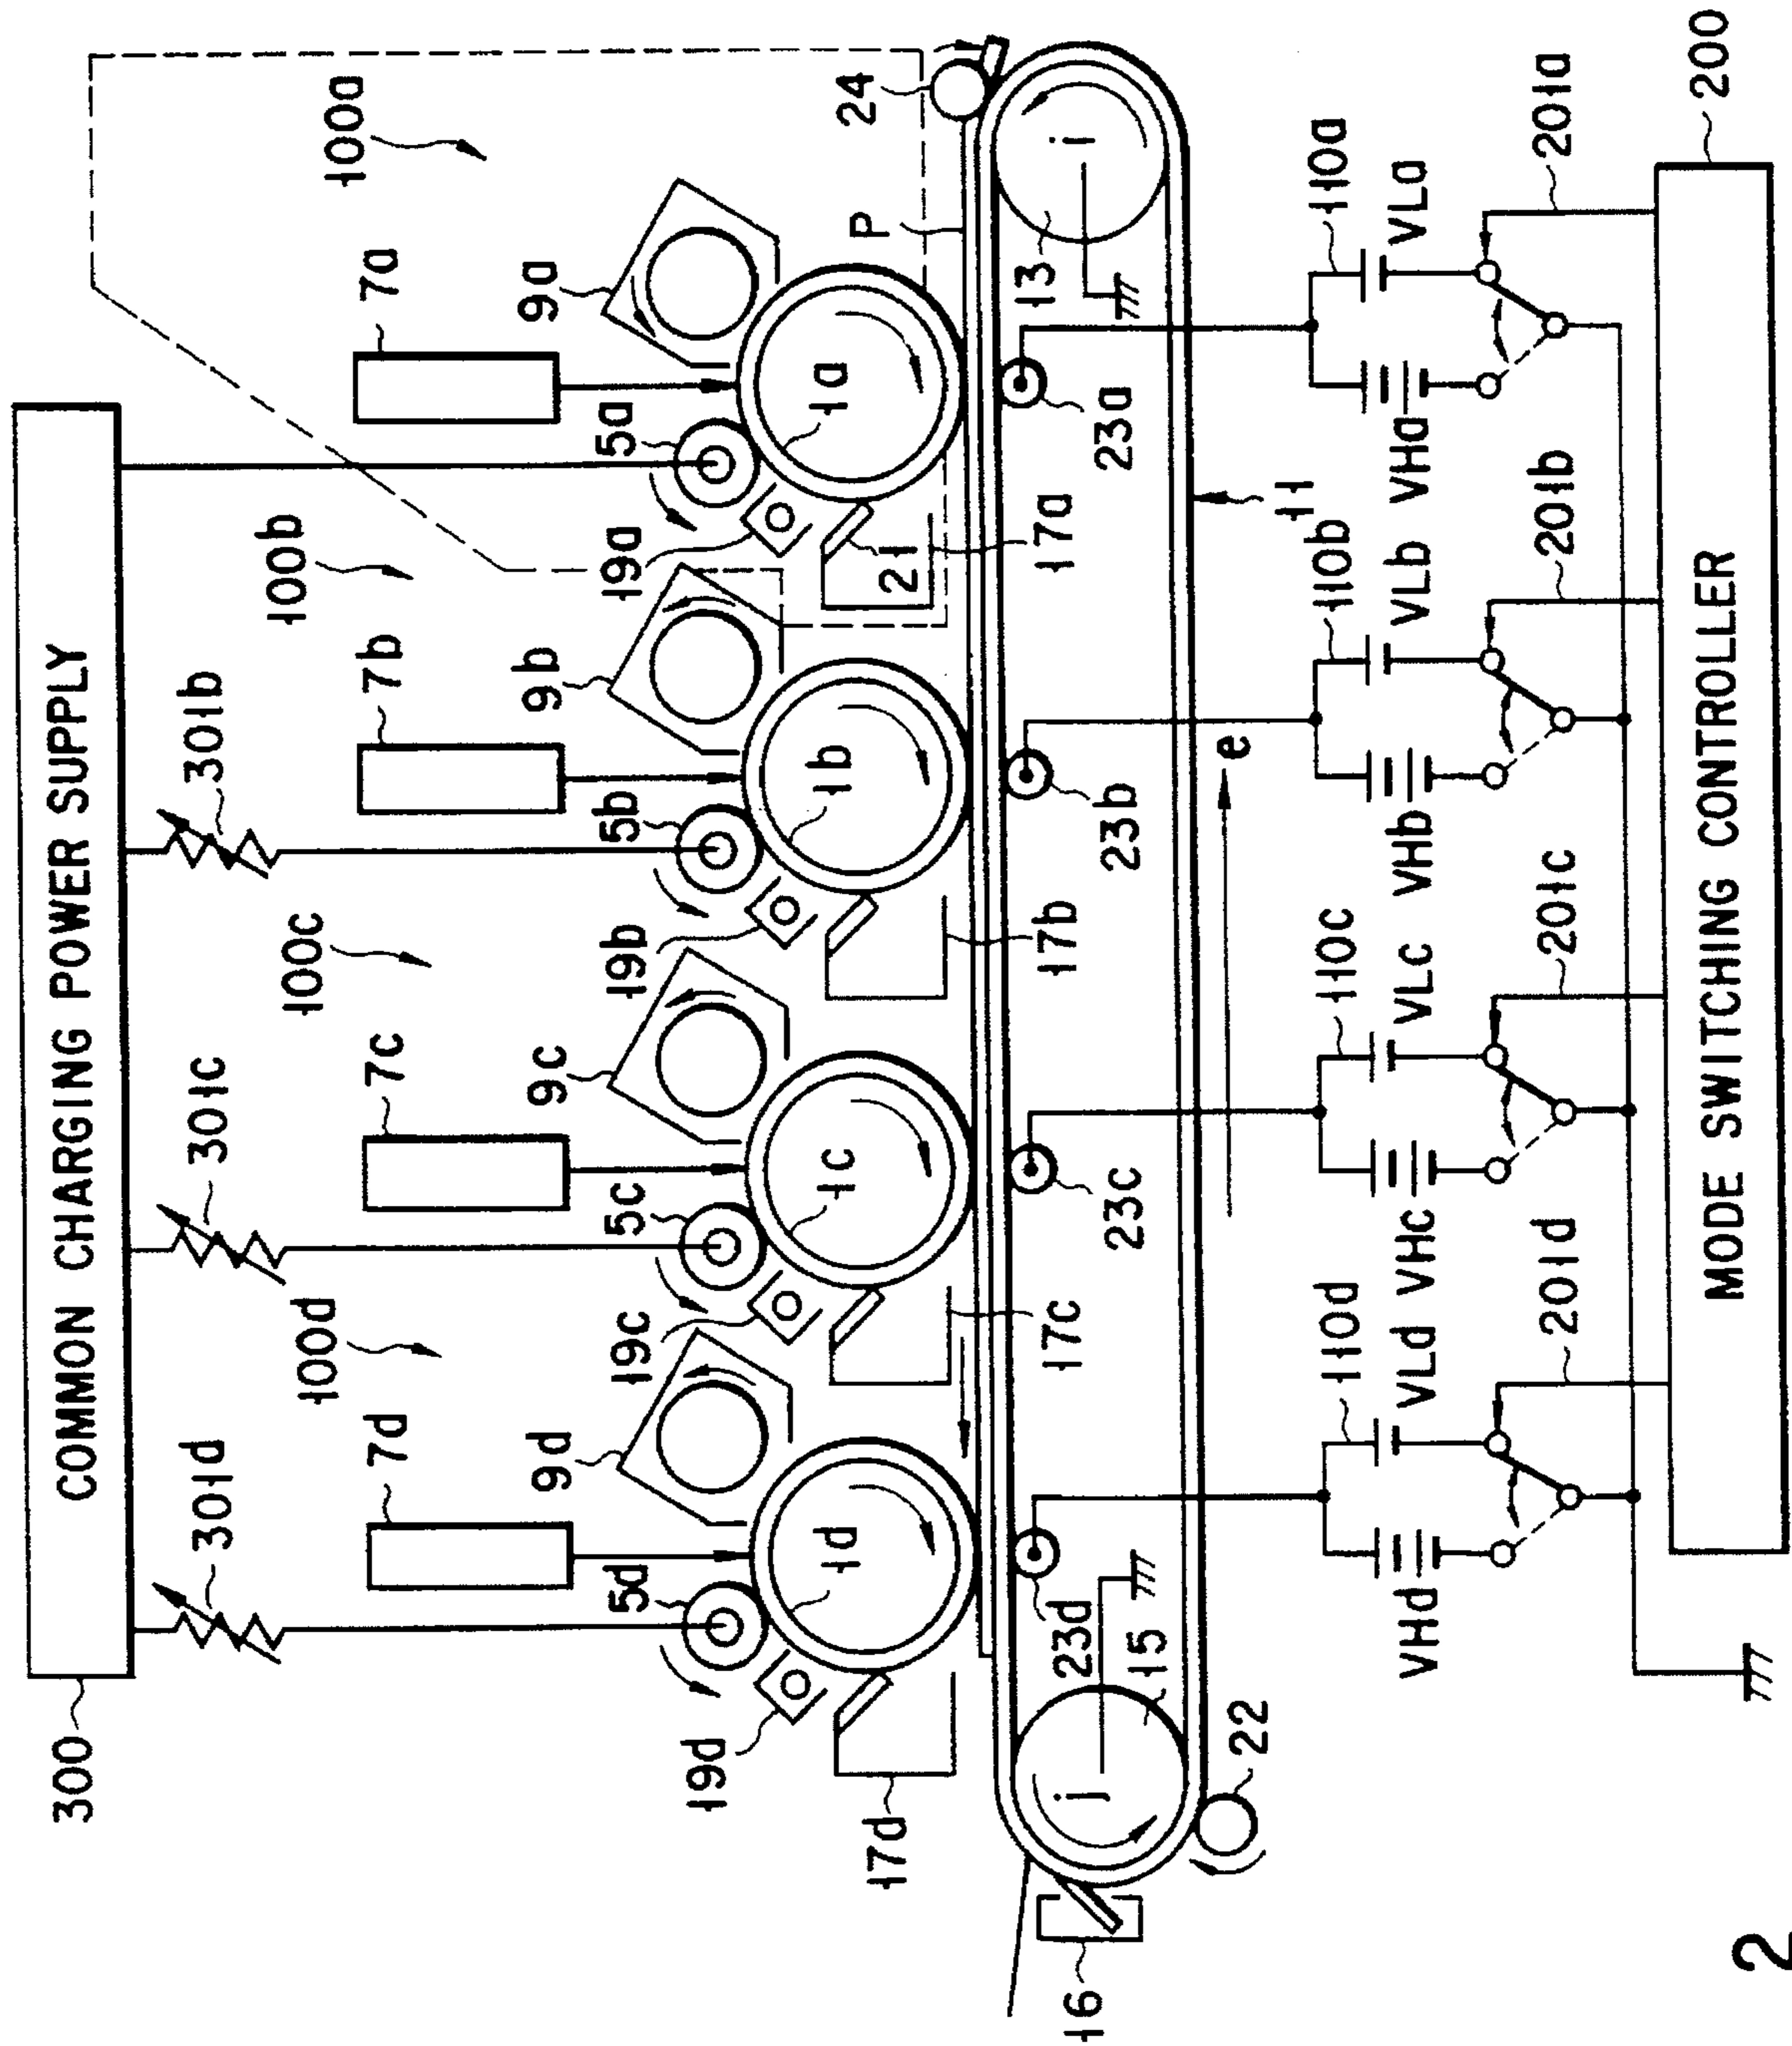 300
COMMON CHARGING POWER SUPPLY
301d
301c
301b
100d
100c
100b
100a
7d
7c
7b
7a
9d
9c
9b
9a
5d
5c
5b
5a
19d
19c
19b
19a
1d
1c
1b
1a
17d
17c
17b
17a
21
24
P
16
j
15
22
23d
23c
23b
23a
13
i
11
e
110d
110c
110b
110a
VHd
VLd
VHc
VLc
VHb
VLb
VHa
VLa
201d
201c
201b
201a
MODE SWITCHING CONTROLLER
200
2